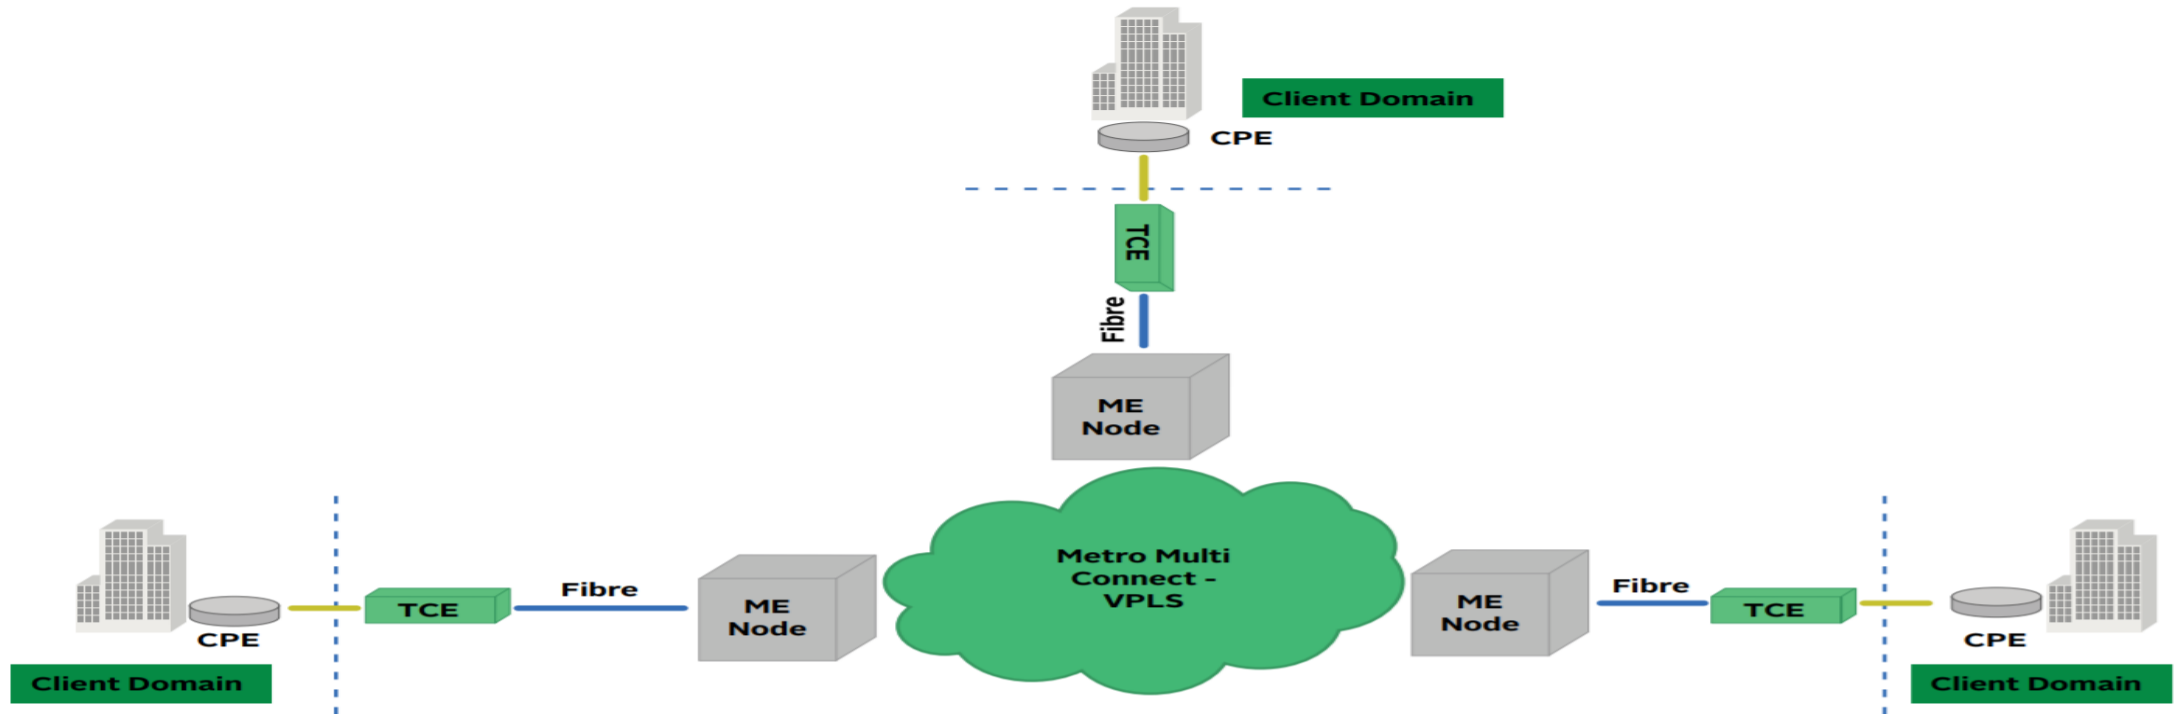 Client Domain
CPE
TCE
Fibre
ME
Node
Metro Multi
Connect -
VPLS
Fibre
TCE
ME
Node
CPE
Client Domain
ME
Node
Fibre
TCE
CPE
Client Domain